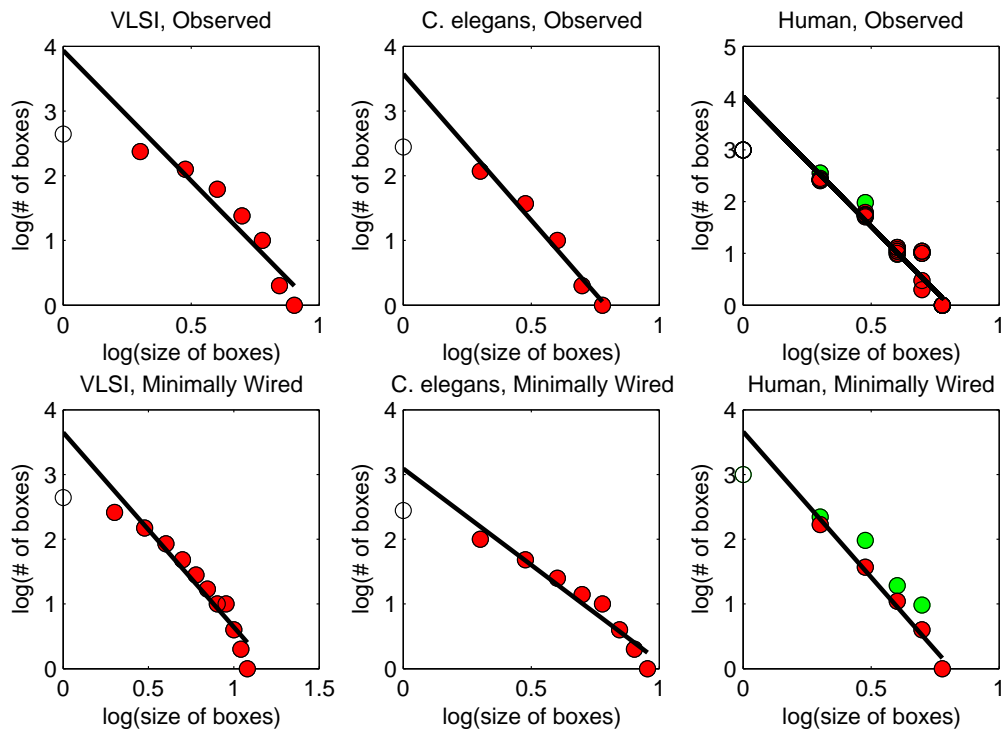 VLSI, Observed
4
3
2
1
0
0
0.5
1
log(# of boxes)
log(size of boxes)
C. elegans, Observed
4
3
2
1
0
0
0.5
1
log(# of boxes)
log(size of boxes)
Human, Observed
5
4
3
2
1
0
0
0.5
1
log(# of boxes)
log(size of boxes)
VLSI, Minimally Wired
4
3
2
1
0
0
0.5
1
1.5
log(# of boxes)
log(size of boxes)
C. elegans, Minimally Wired
4
3
2
1
0
0
0.5
1
log(# of boxes)
log(size of boxes)
Human, Minimally Wired
4
3
2
1
0
0
0.5
1
log(# of boxes)
log(size of boxes)